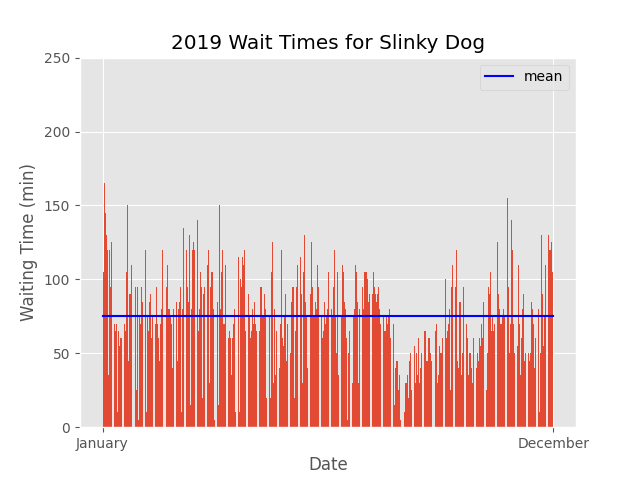 2019 Wait Times for Slinky Dog
250
200
150
100
50
0
Waiting Time (min)
mean
January
December
Date